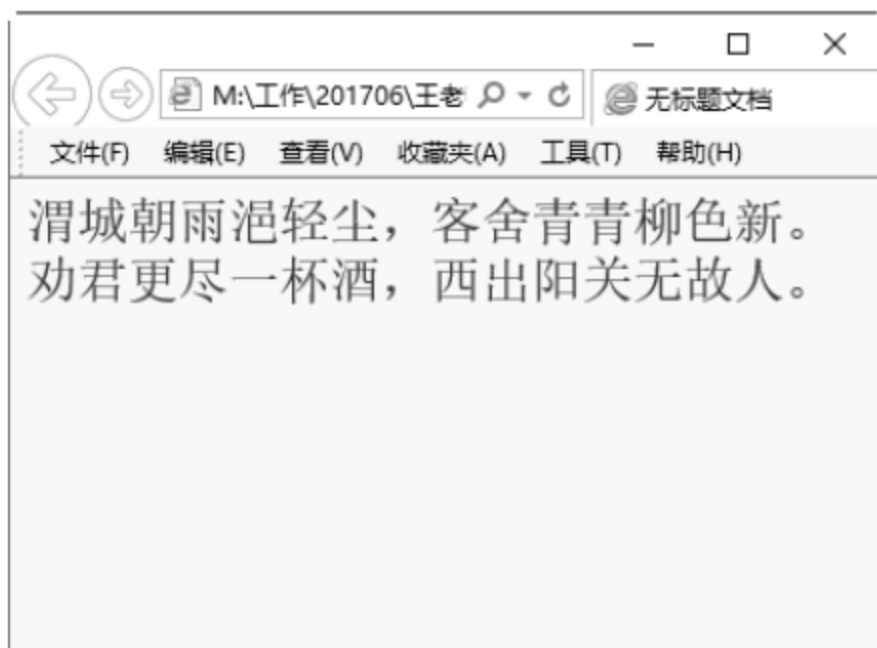 M:\工作\201706\王老
无标题文档
文件(F) 编辑(E) 查看(V) 收藏夹(A) 工具(T) 帮助(H)
渭城朝雨浥轻尘，客舍青青柳色新。
劝君更尽一杯酒，西出阳关无故人。